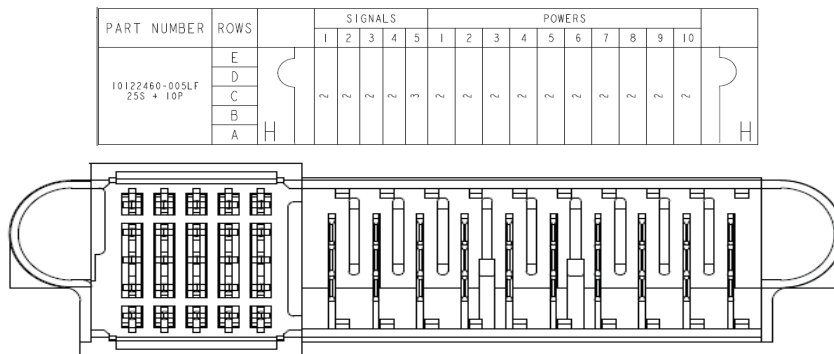 SIGNALS POWERS
PART NUMBER ROWS 1 2 3 4 5 1 2 3 4 5 6 7 8 9 10
E
D
10122460-005LF
25S + 10P
C 2 2 2 2 3 2 2 2 2 2 2 2 2 2 2
B
A
H H